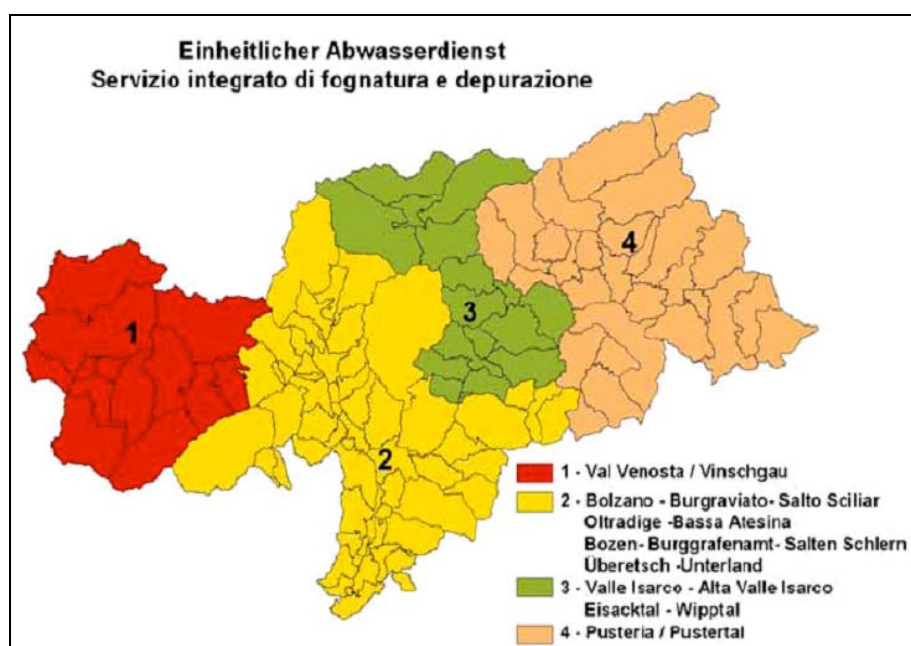 Einheitlicher Abwasserdienst
Servizio integrato di fognatura e depurazione
1
2
3
4
1 - Val Venosta / Vinschgau
2 - Bolzano - Burgraviato- Salto Sciliar
Oltradige -Bassa Atesina
Bozen- Burggrafenamt- Salten Schlern
Überetsch -Unterland
3 - Valle Isarco - Alta Valle Isarco
Eisacktal - Wipptal
4 - Pusteria / Pustertal